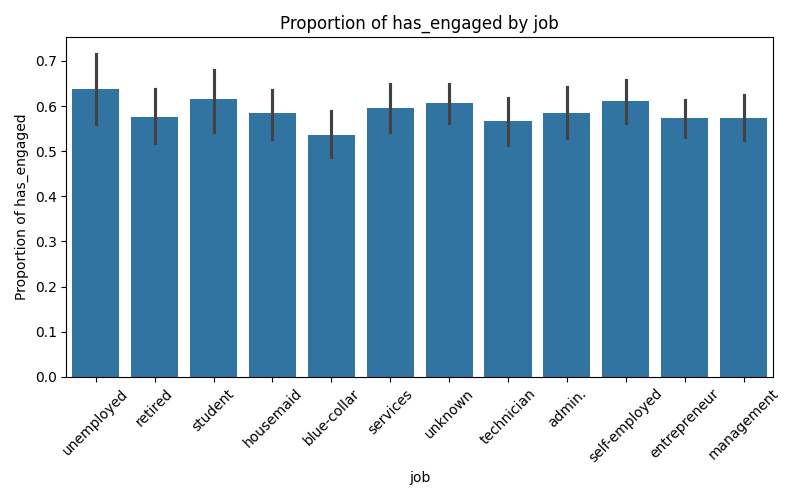 Proportion of has_engaged by job
Proportion of has_engaged
0.7
0.6
0.5
0.4
0.3
0.2
0.1
0.0
unemployed
retired
student
housemaid
blue-collar
services
unknown
technician
admin.
self-employed
entrepreneur
management
job